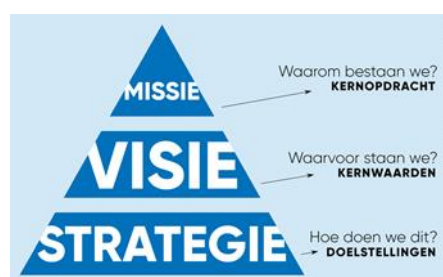 MISSIE
Waarom bestaan we?
KERNOPDRACHT
VISIE
Waarvoor staan we?
KERNWAARDEN
STRATEGIE
Hoe doen we dit?
DOELSTELLINGEN